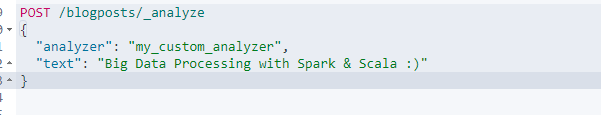 POST /blogposts/_analyze
{
"analyzer": "my_custom_analyzer",
"text": "Big Data Processing with Spark & Scala :)"
}